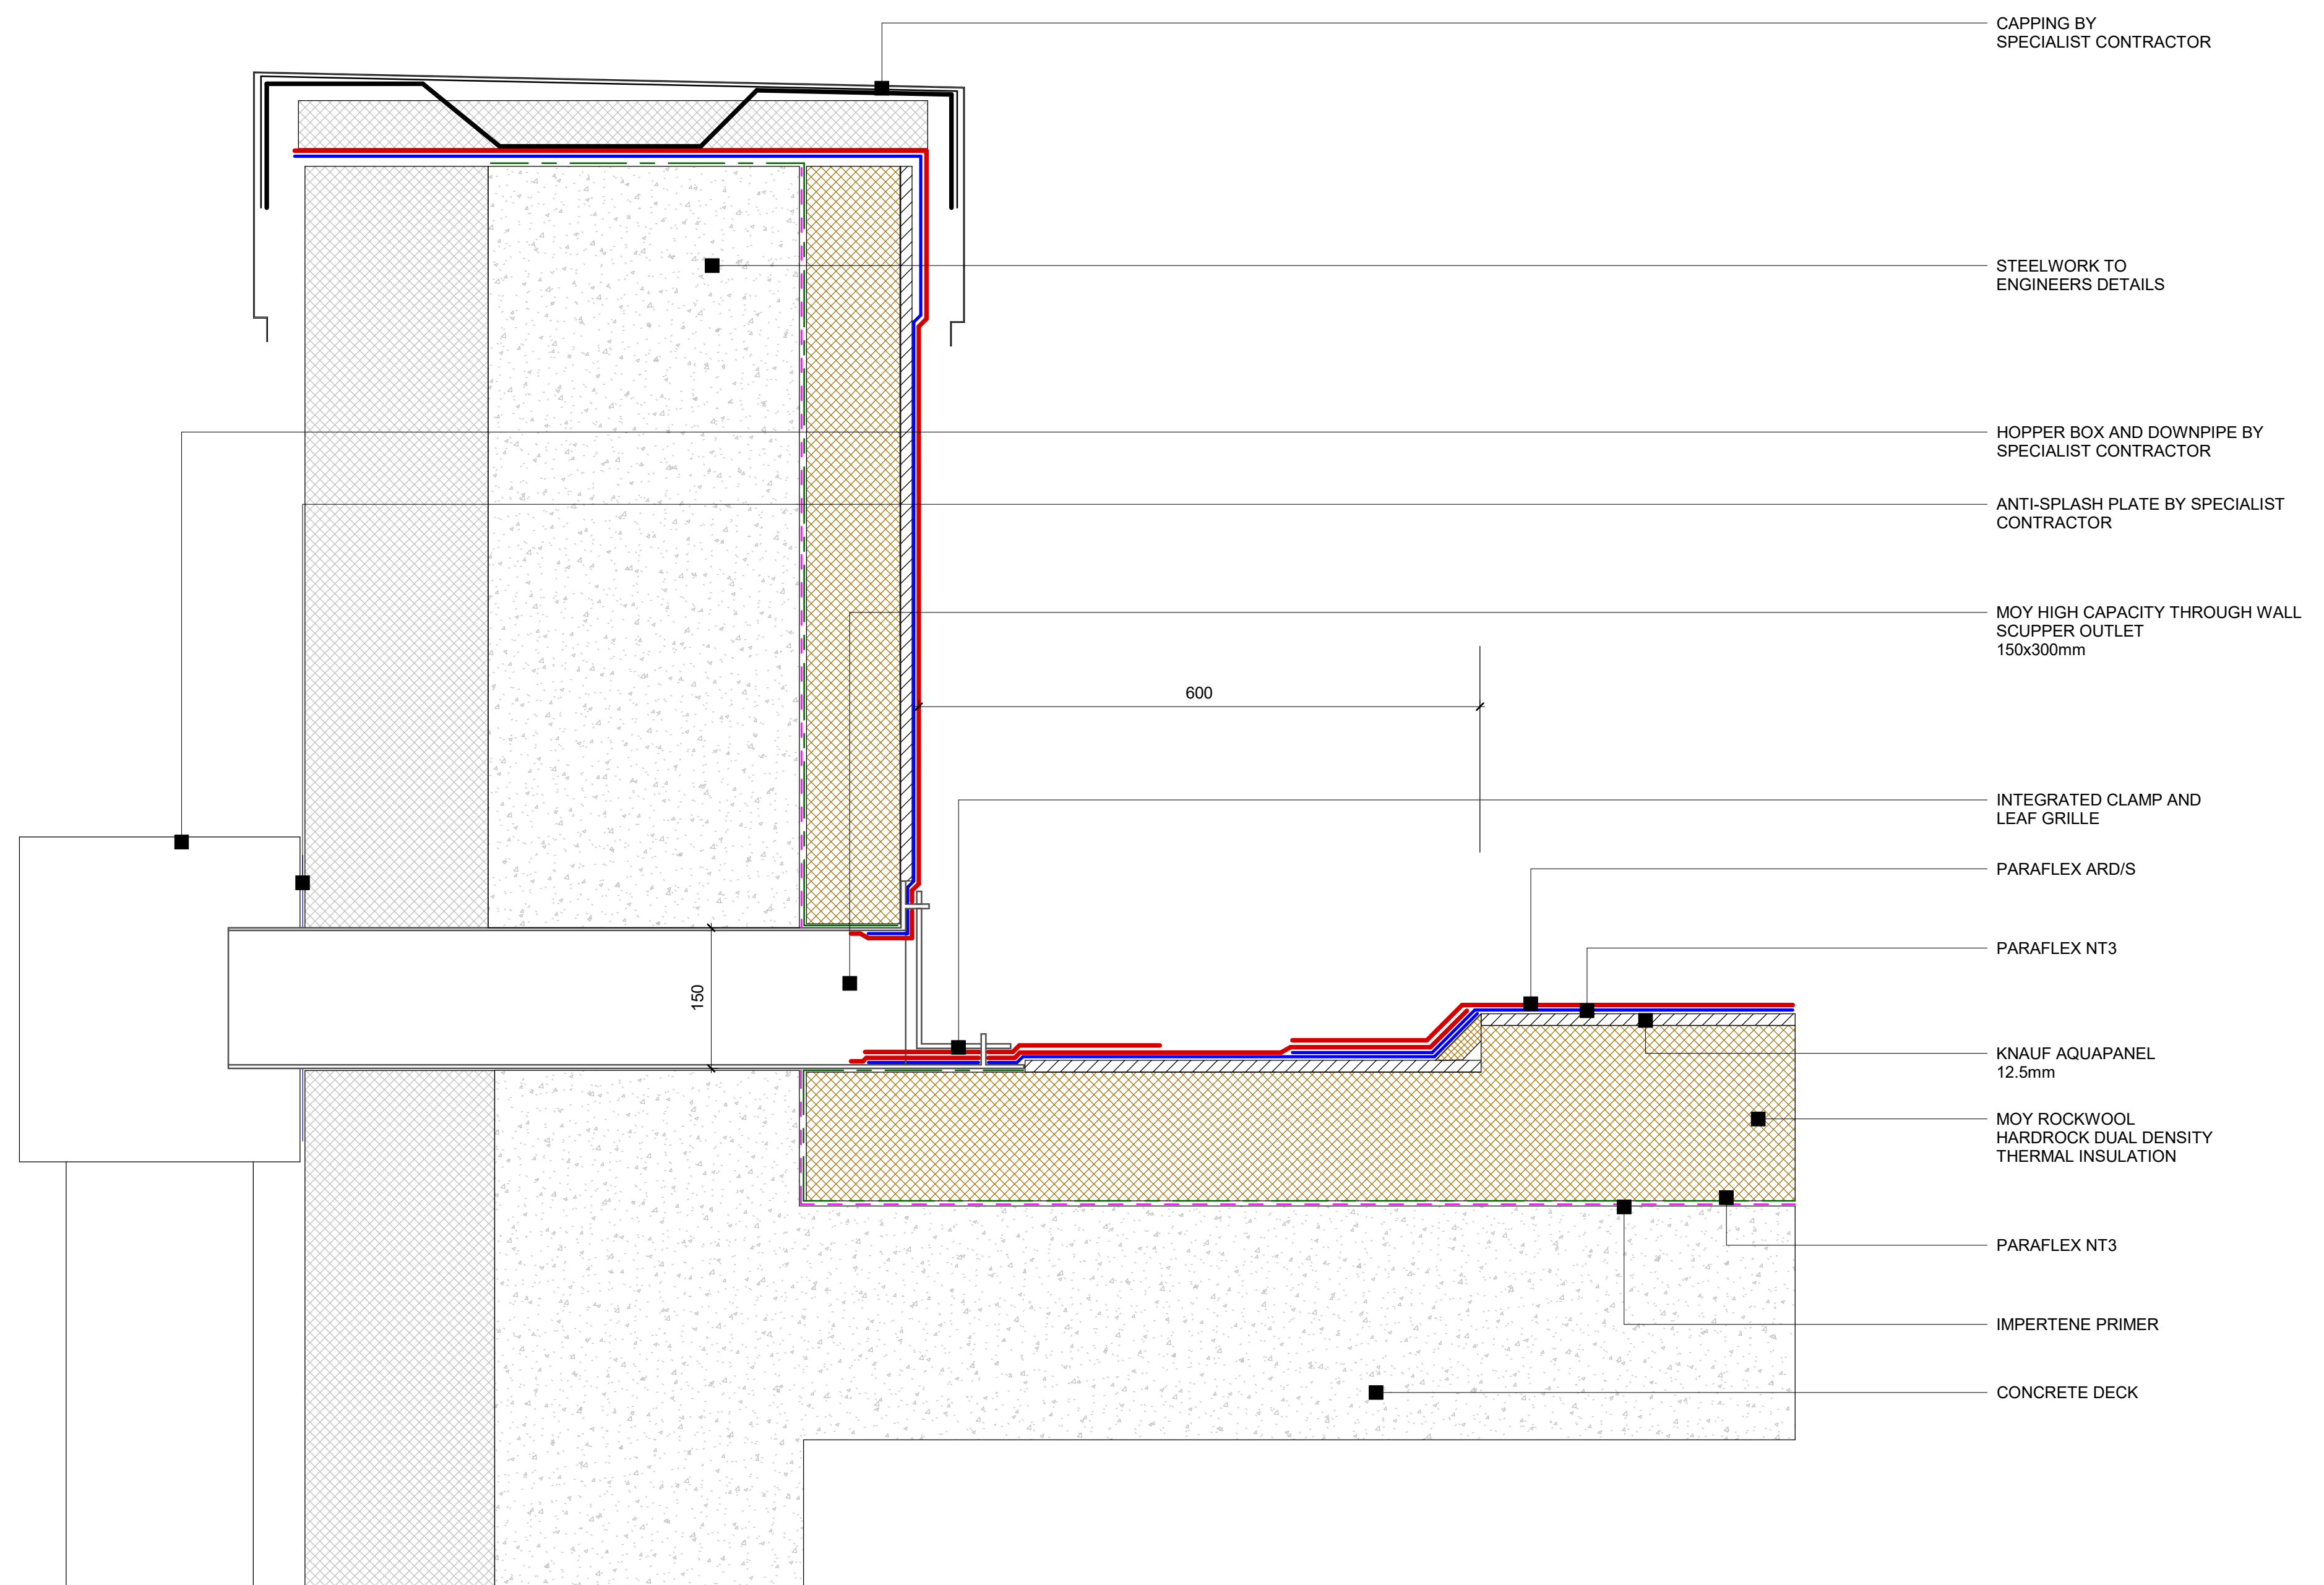 CAPPING BY
SPECIALIST CONTRACTOR
STEELWORK TO
ENGINEERS DETAILS
HOPPER BOX AND DOWNPIPE BY
SPECIALIST CONTRACTOR
ANTI-SPLASH PLATE BY SPECIALIST
CONTRACTOR
MOY HIGH CAPACITY THROUGH WALL
SCUPPER OUTLET
150x300mm
600
INTEGRATED CLAMP AND
LEAF GRILLE
PARAFLEX ARD/S
PARAFLEX NT3
150
KNAUF AQUAPANEL
12.5mm
MOY ROCKWOOL
HARDROCK DUAL DENSITY
THERMAL INSULATION
PARAFLEX NT3
IMPERTENE PRIMER
CONCRETE DECK